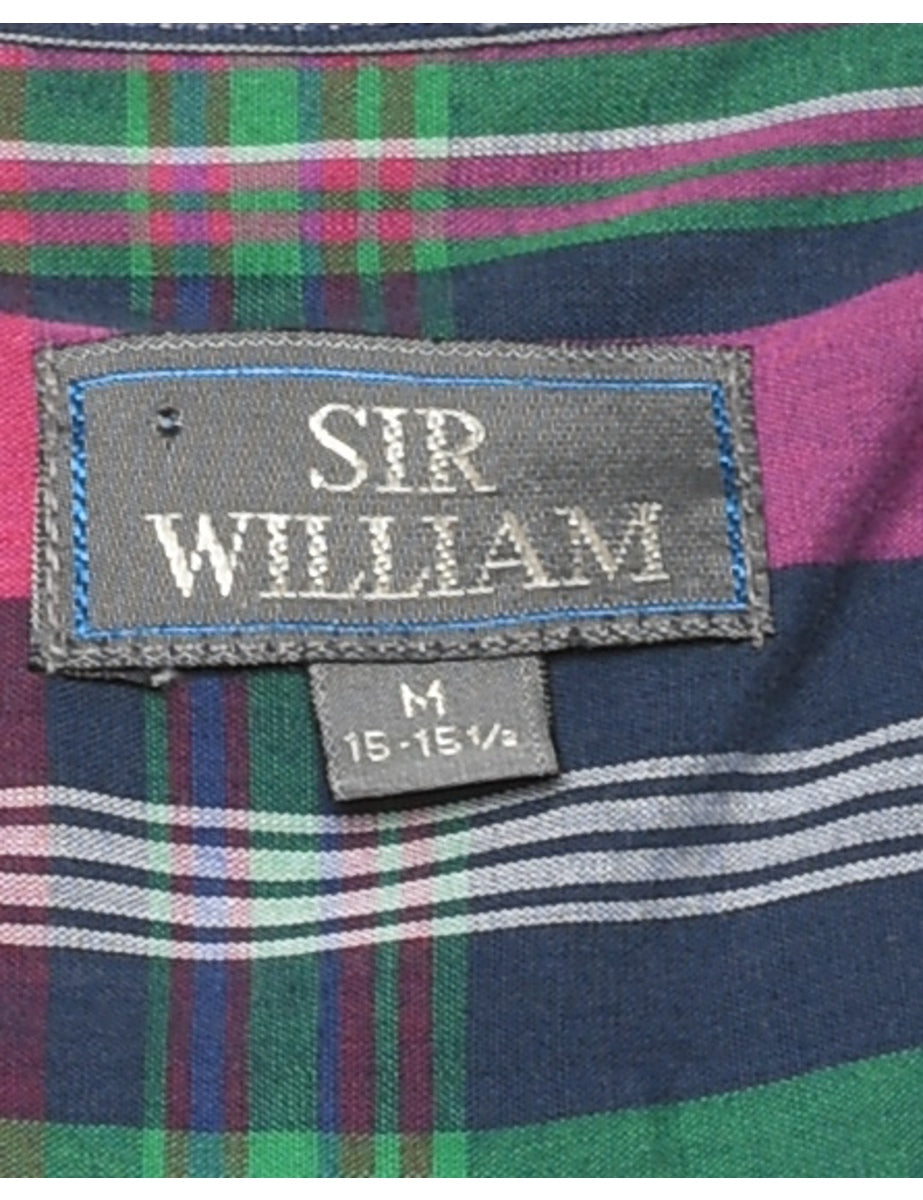 SIR
WILLIAM
M
15-15 1/2